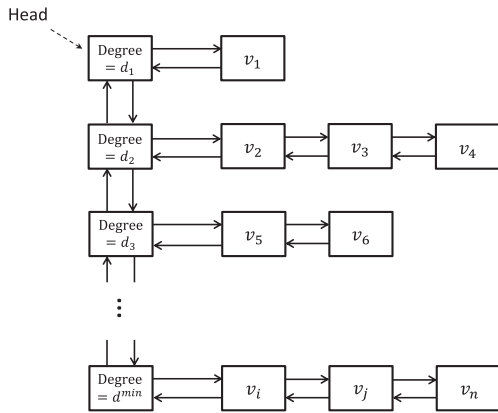 Head
Degree
= d₁
v₁
Degree
= d₂
v₂
v₃
v₄
Degree
= d₃
v₅
v₆
...
Degree
= dᵐⁱⁿ
vᵢ
vⱼ
vₙ